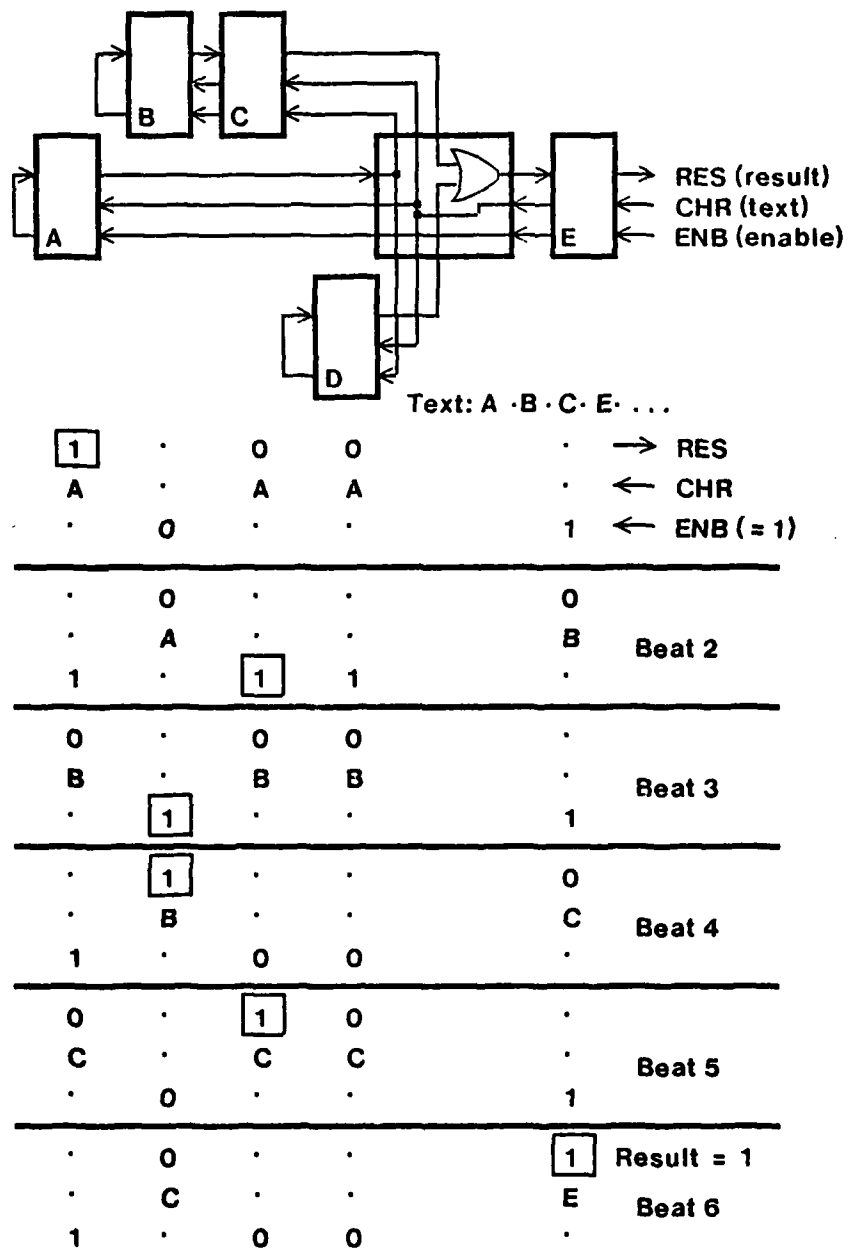 B C
RES (result)
CHR (text)
A E ENB (enable)
D
Text: A ·B · C· E· . . .
1 · 0 0 · → RES
A · A A · ← CHR
· 0 · · 1 ← ENB ( = 1)
· 0 · · 0
· A · · B Beat 2
1 · 1 1 ·
0 · 0 0 ·
B · B B · Beat 3
· 1 · · 1
· 1 · · 0
· B · · C Beat 4
1 · 0 0 ·
0 · 1 0 ·
C · C C · Beat 5
· 0 · · 1
· 0 · · 1 Result = 1
· C · · E Beat 6
1 · 0 0 ·